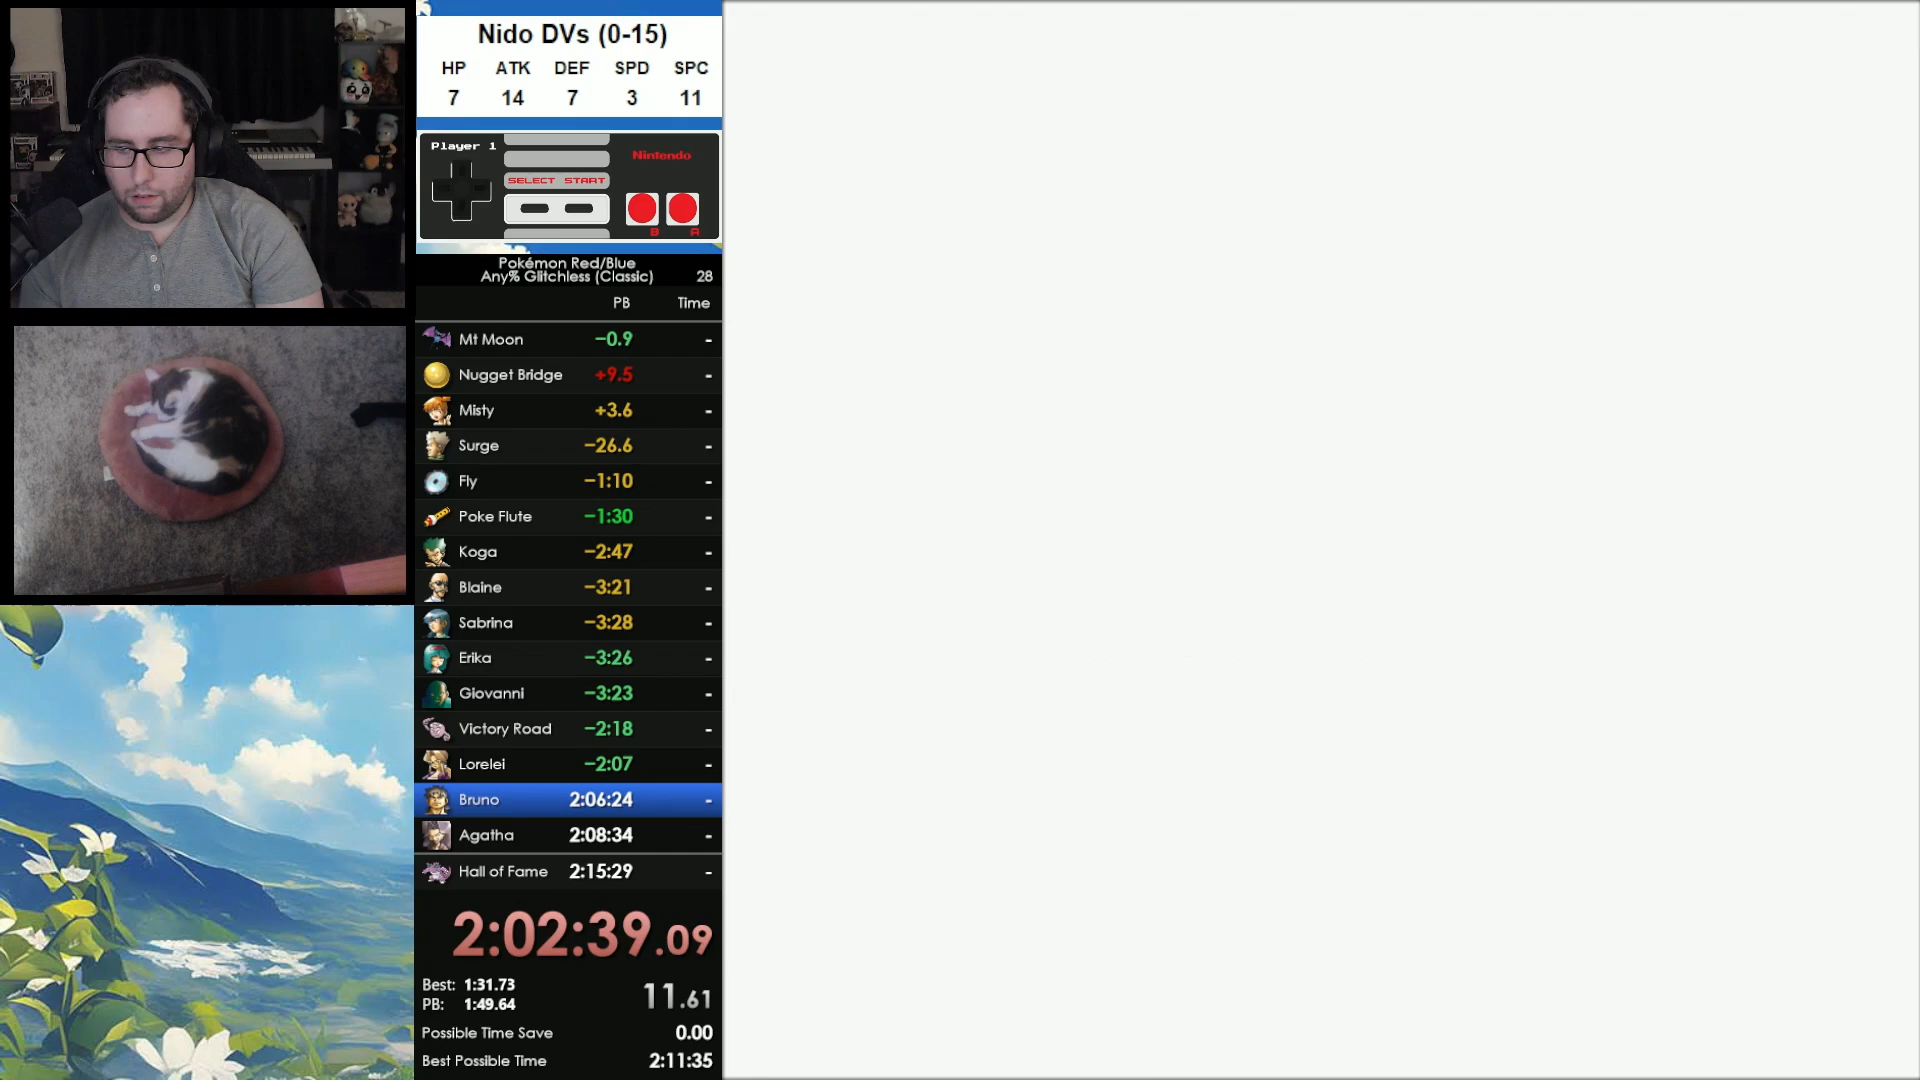 Nido DVs (0-15)
HP ATK DEF SPD SPC
7 14 7 3 11
Player 1
Nintendo
SELECT START
B A
Pokémon Red/Blue
Any% Glitchless (Classic) 28
PB Time
Mt Moon −0.9 -
Nugget Bridge +9.5 -
Misty +3.6 -
Surge −26.6 -
Fly −1:10 -
Poke Flute −1:30 -
Koga −2:47 -
Blaine −3:21 -
Sabrina −3:28 -
Erika −3:26 -
Giovanni −3:23 -
Victory Road −2:18 -
Lorelei −2:07 -
Bruno 2:06:24 -
Agatha 2:08:34 -
Hall of Fame 2:15:29 -
2:02:39.09
Best: 1:31.73
PB: 1:49.64
11.61
Possible Time Save 0.00
Best Possible Time 2:11:35